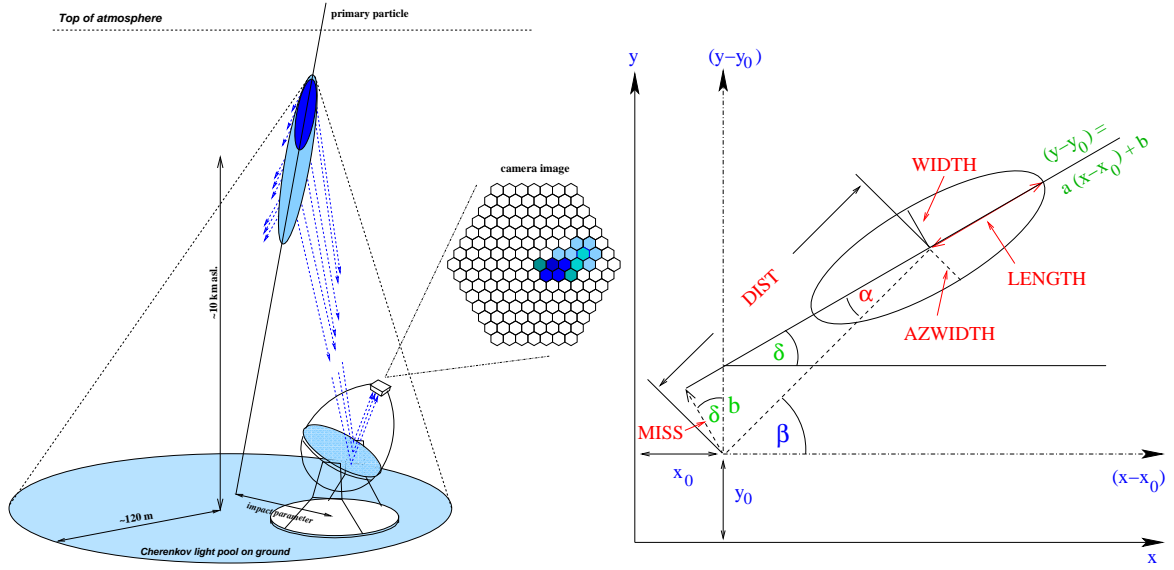 Top of atmosphere
primary particle
~10 km asl.
camera image
impact parameter
~120 m
Cherenkov light pool on ground
y
(y–y₀)
(y–y₀) =
a (x–x₀) + b
WIDTH
DIST
LENGTH
α
AZWIDTH
δ
δ
b
β
MISS
x₀
y₀
(x–x₀)
x